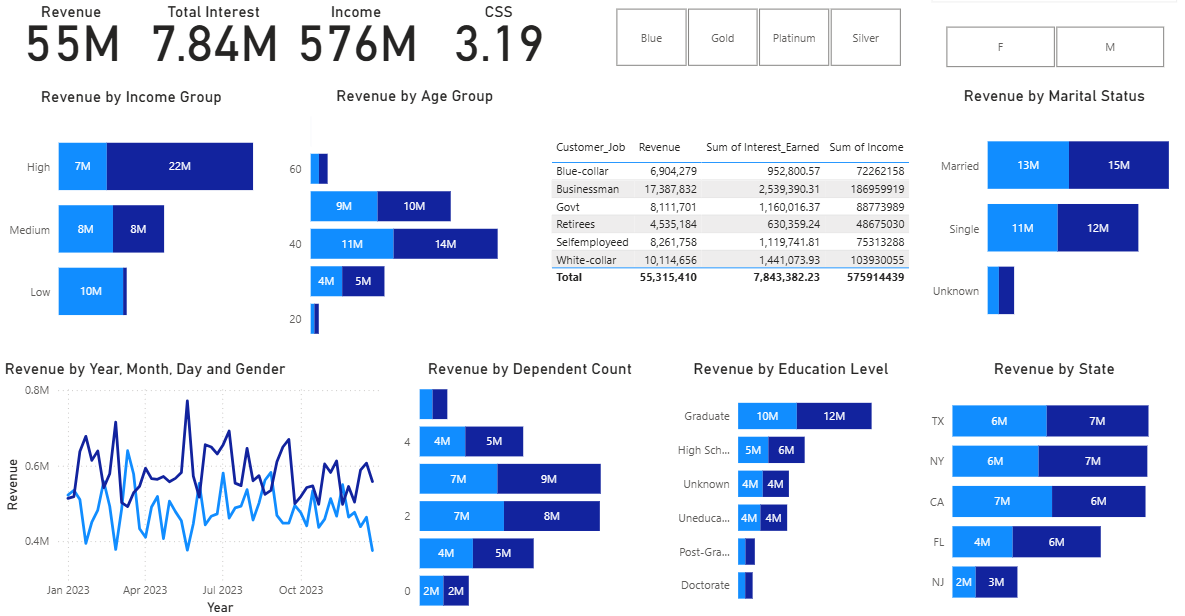 Revenue Total Interest Income CSS
55M 7.84M 576M 3.19
Blue Gold Platinum Silver
F M
Revenue by Income Group
High 7M 22M
Medium 8M 8M
Low 10M
Revenue by Age Group
60
9M 10M
40 11M 14M
4M 5M
20
Customer_Job Revenue Sum of Interest_Earned Sum of Income
Blue-collar 6,904,279 952,800.57 72262158
Businessman 17,387,832 2,539,390.31 186959919
Govt 8,111,701 1,160,016.37 88773989
Retirees 4,535,184 630,359.24 48675030
Selfemployeed 8,261,758 1,119,741.81 75313288
White-collar 10,114,656 1,441,073.93 103930055
Total 55,315,410 7,843,382.23 575914439
Revenue by Marital Status
Married 13M 15M
Single 11M 12M
Unknown
Revenue by Year, Month, Day and Gender
0.8M
0.6M
0.4M
Revenue
Jan 2023 Apr 2023 Jul 2023 Oct 2023
Year
Revenue by Dependent Count
4 4M 5M
7M 9M
2 7M 8M
4M 5M
0 2M 2M
Revenue by Education Level
Graduate 10M 12M
High Sch... 5M 6M
Unknown 4M 4M
Uneduca... 4M 4M
Post-Gra...
Doctorate
Revenue by State
TX 6M 7M
NY 6M 7M
CA 7M 6M
FL 4M 6M
NJ 2M 3M